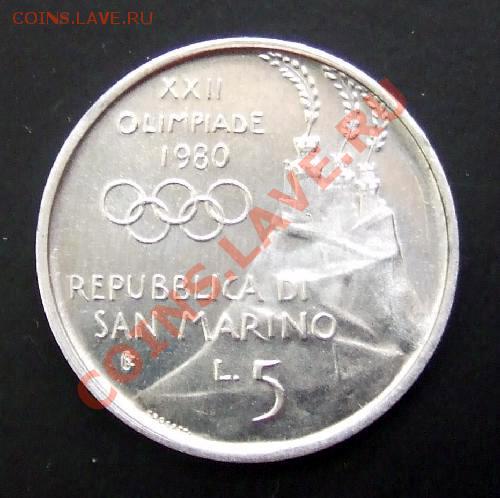 COINS.LAVE.RU
XXII
OLIMPIADE
1980
REPUBBLICA DI
SAN MARINO
L. 5
COINS.LAVE.RU